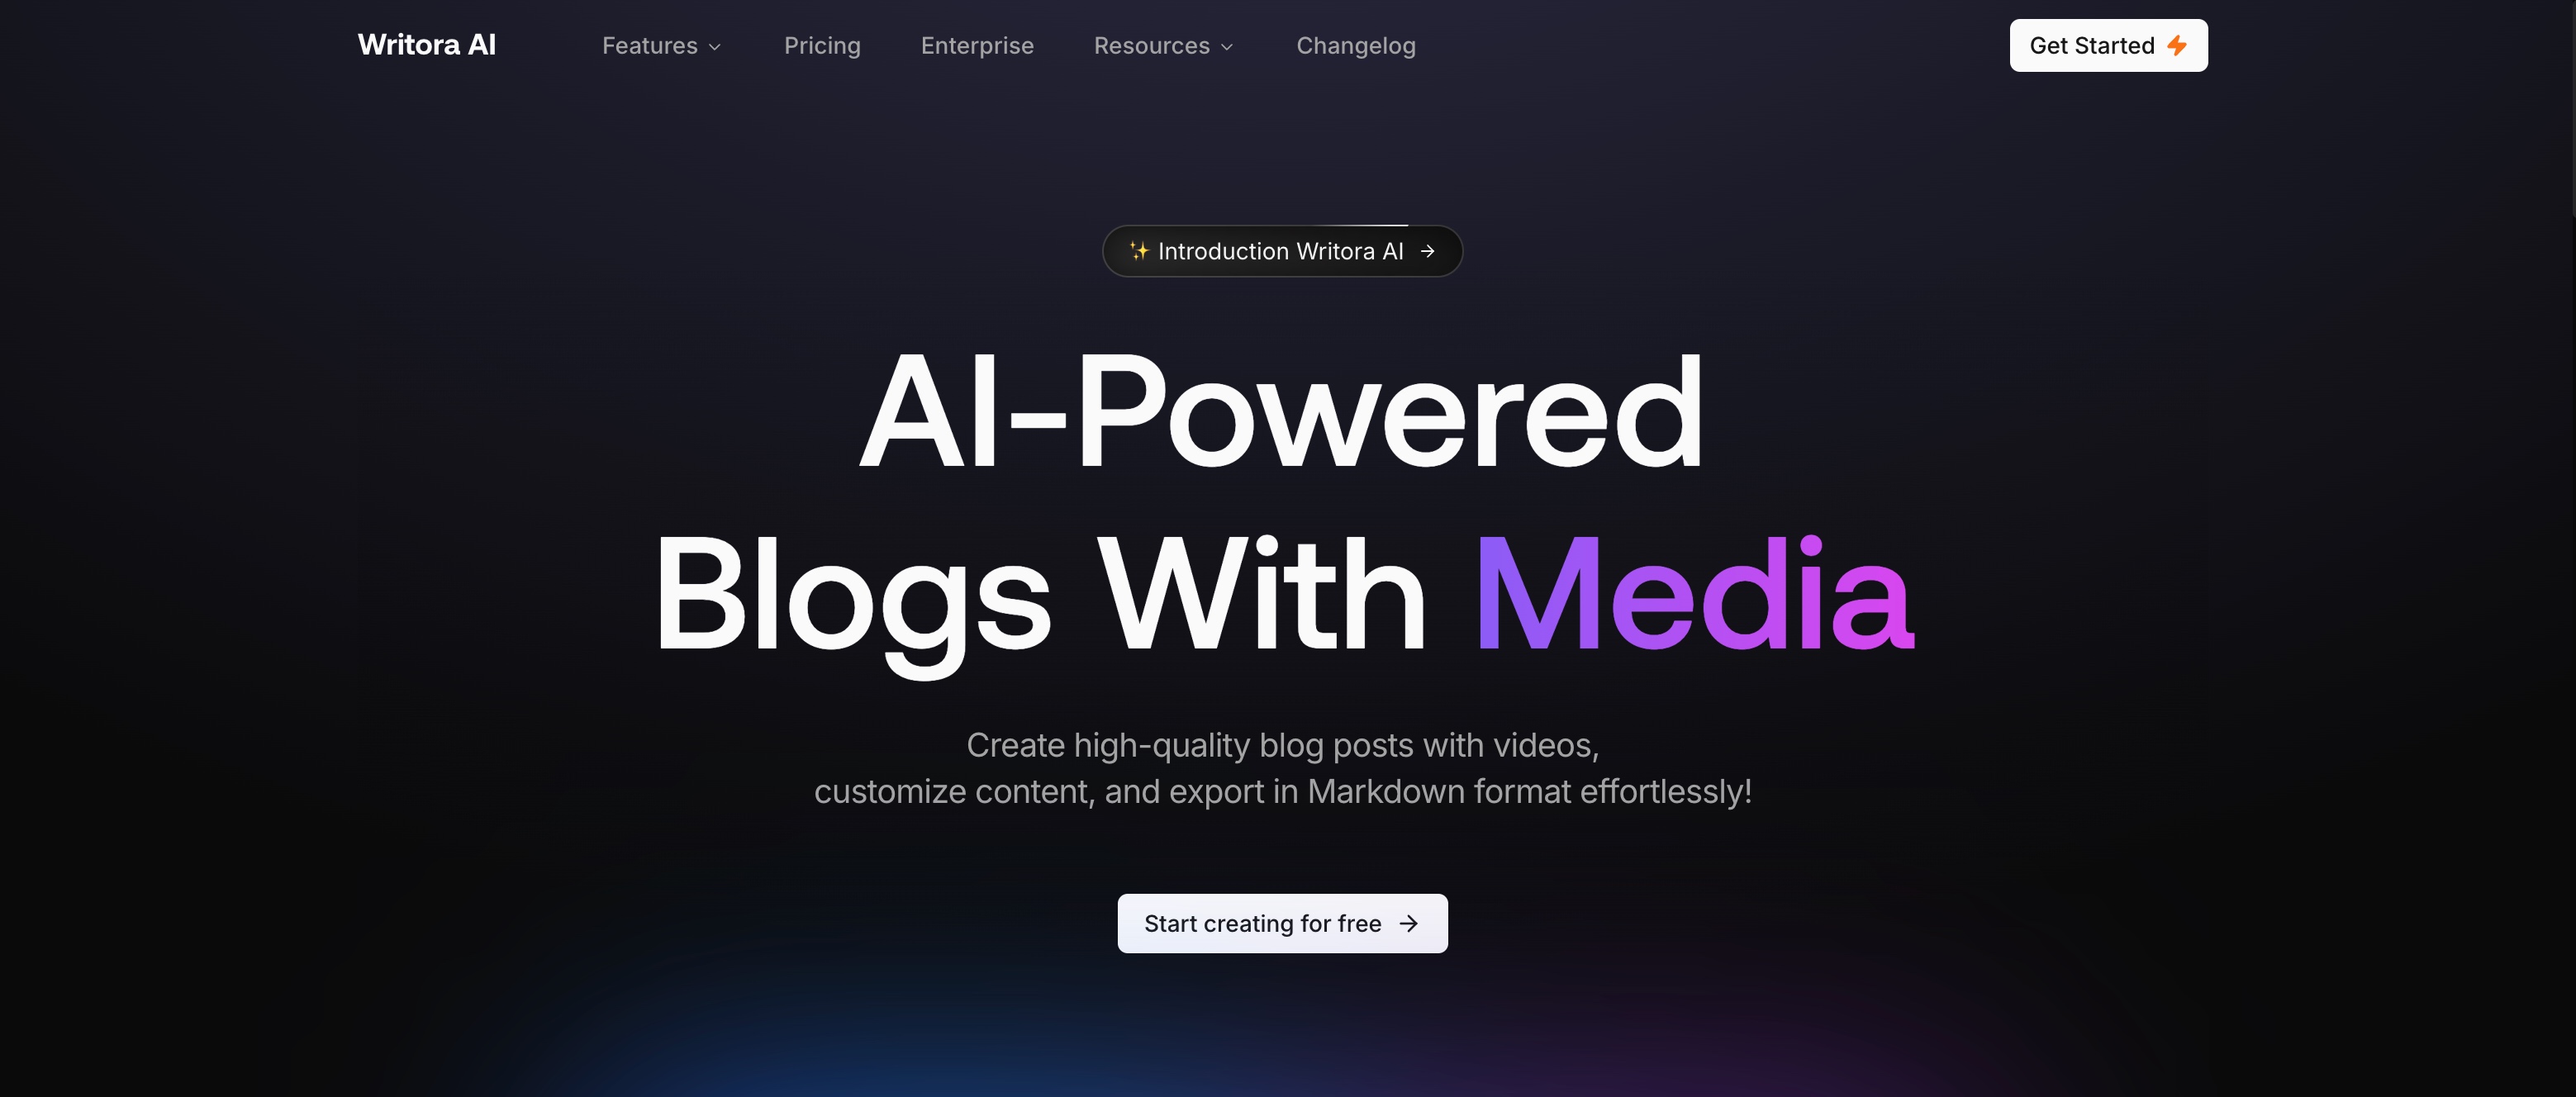 Writora AI
Features
Pricing
Enterprise
Resources
Changelog
Get Started
✨ Introduction Writora AI →
AI-Powered
Blogs With Media
Create high-quality blog posts with videos,
customize content, and export in Markdown format effortlessly!
Start creating for free →